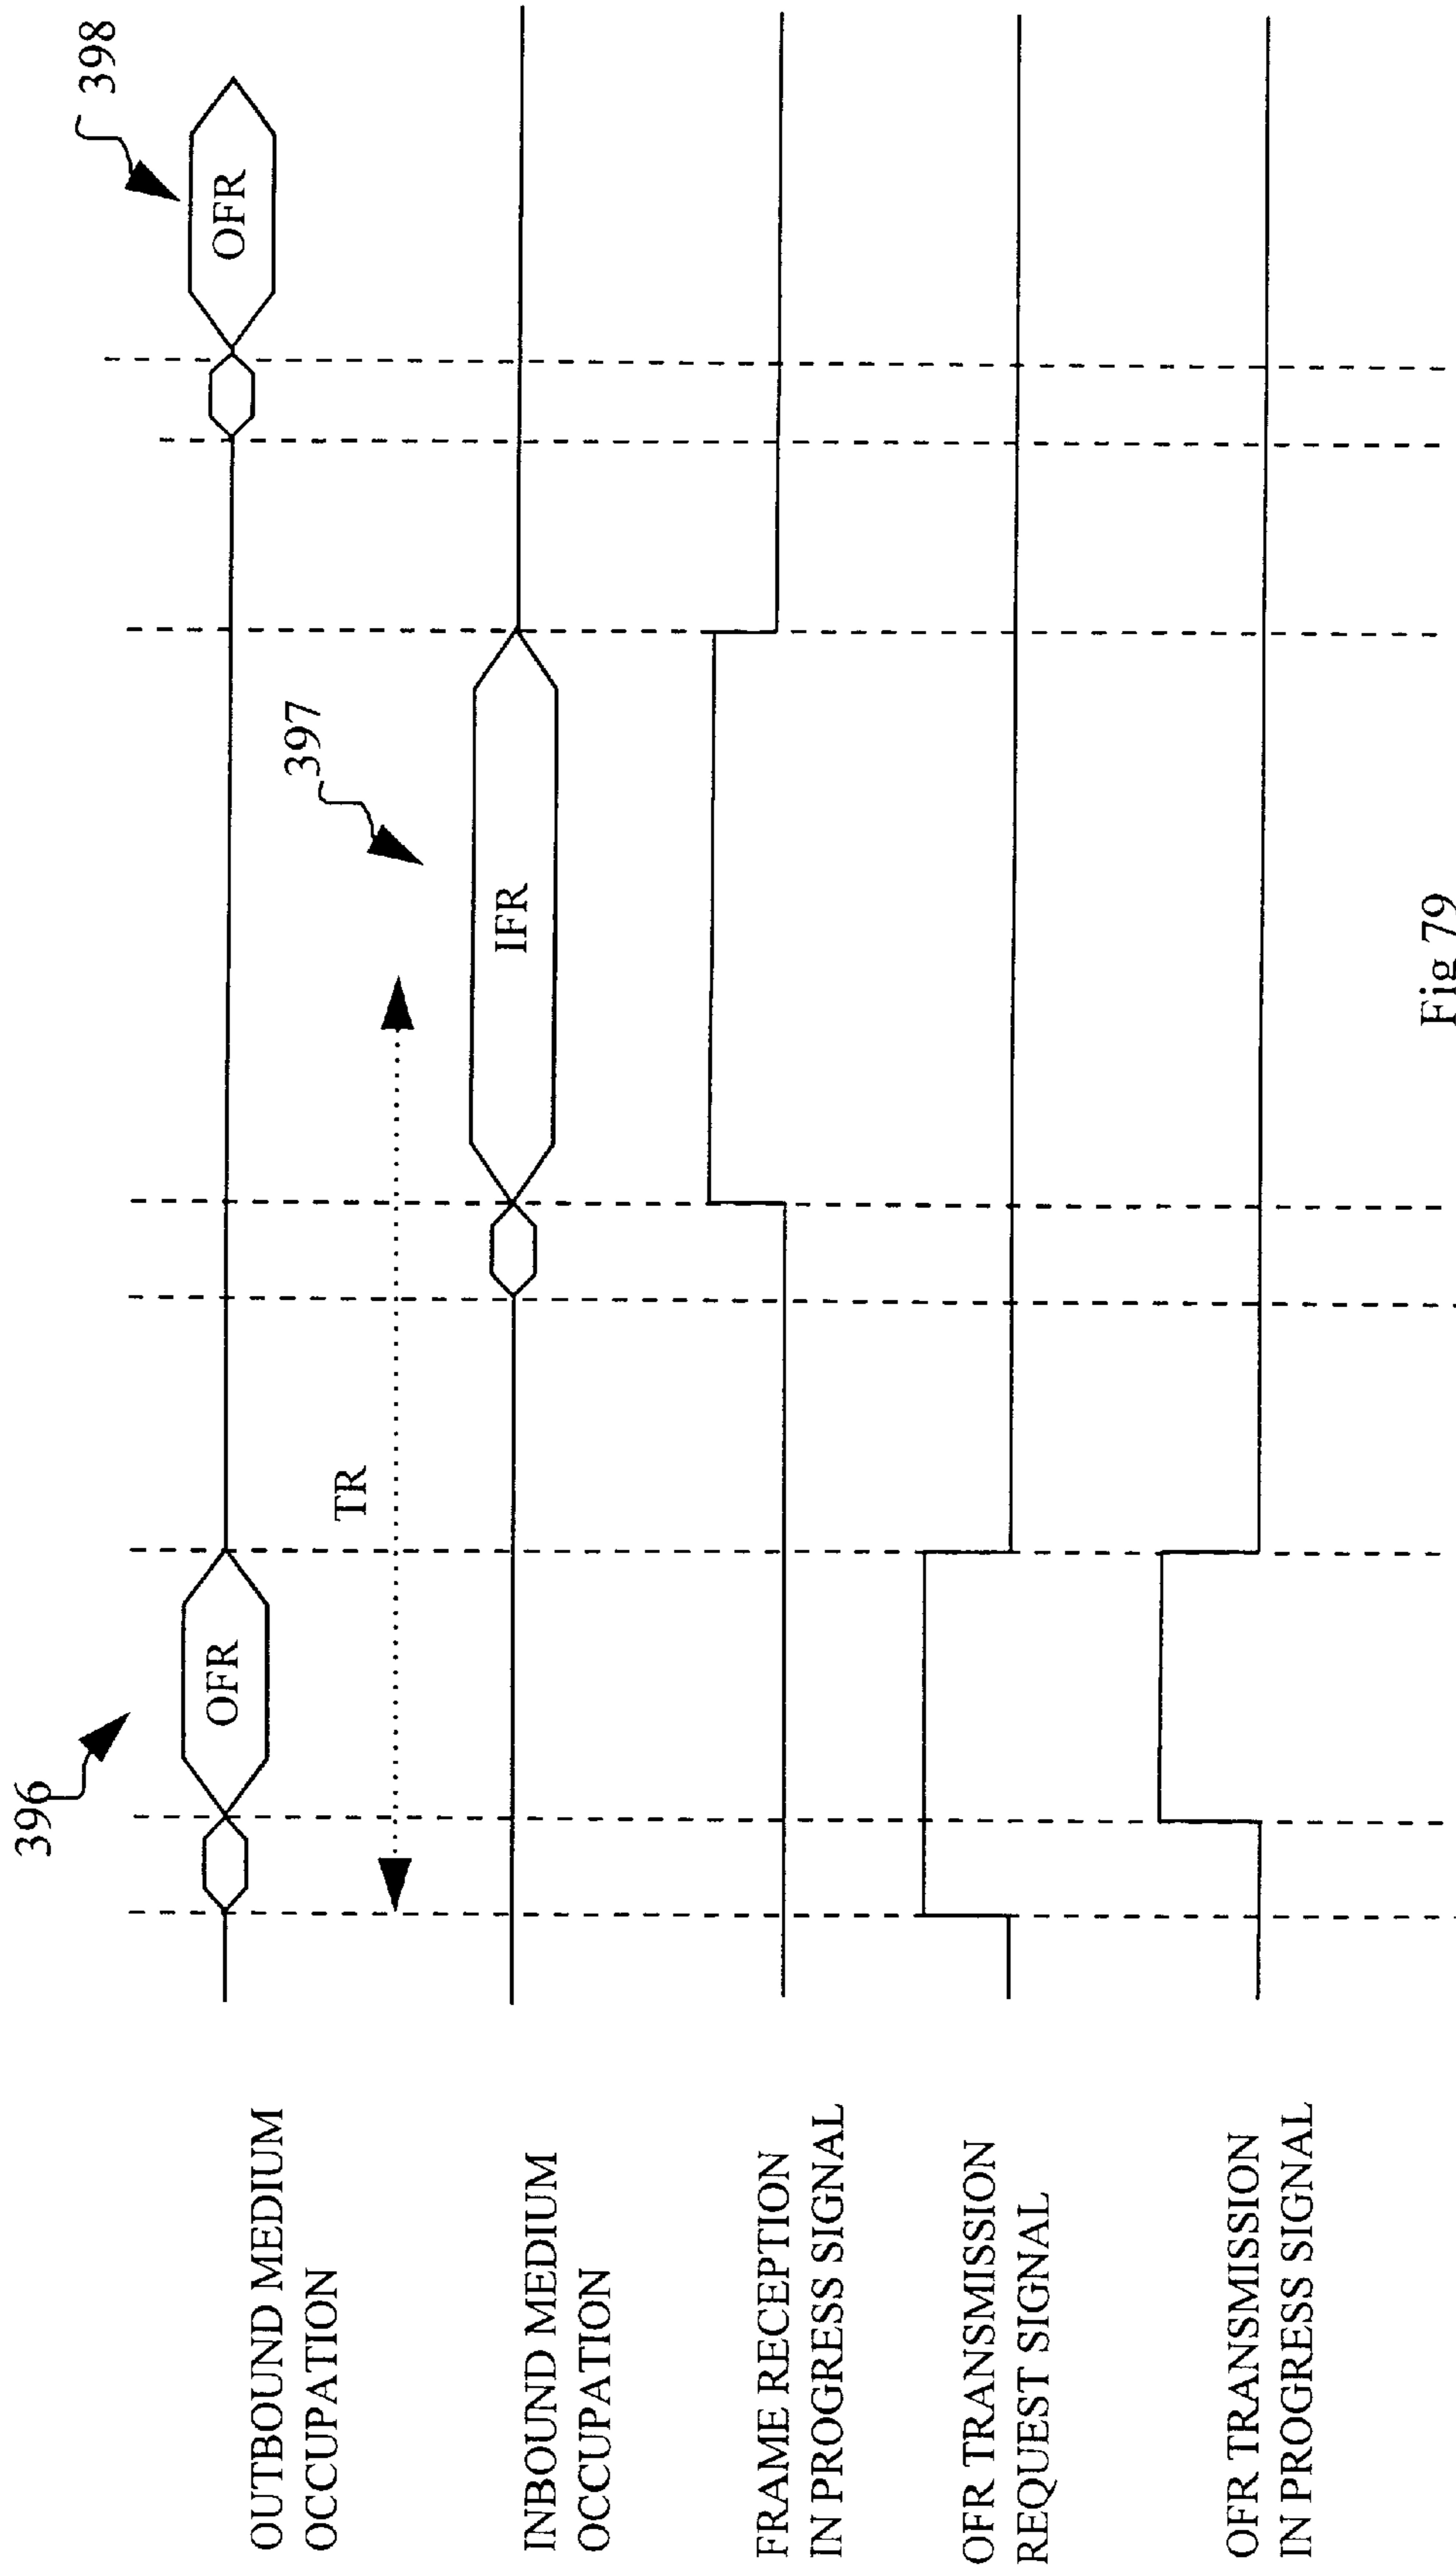 396
398
OFR
OFR
TR
397
IFR
OUTBOUND MEDIUM
OCCUPATION
INBOUND MEDIUM
OCCUPATION
FRAME RECEPTION
IN PROGRESS SIGNAL
OFR TRANSMISSION
REQUEST SIGNAL
OFR TRANSMISSION
IN PROGRESS SIGNAL
Fig 79